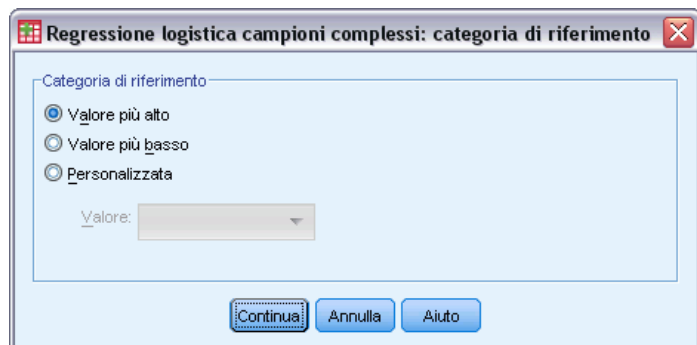 Regressione logistica campioni complessi: categoria di riferimento
Categoria di riferimento
Valore più alto
Valore più basso
Personalizzata
Valore:
Continua Annulla Aiuto